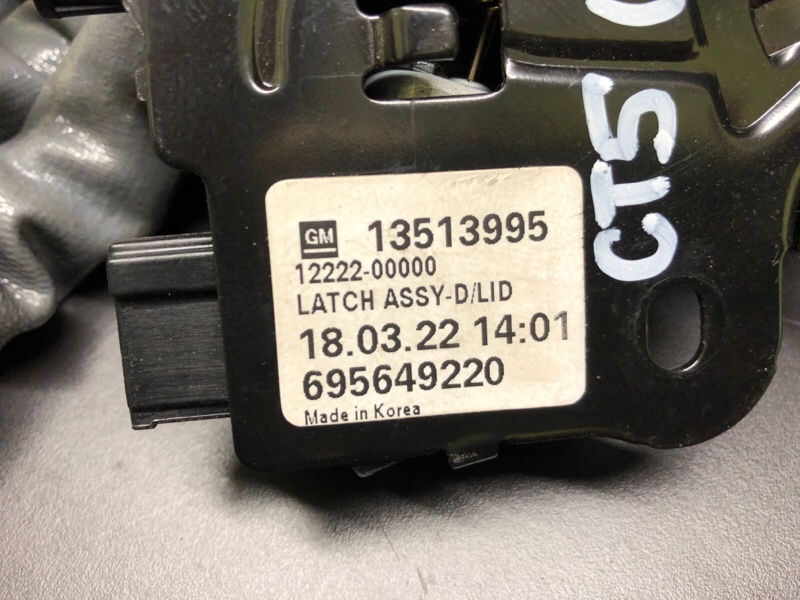 GM 13513995
12222-00000
LATCH ASSY-D/LID
18.03.22 14:01
695649220
Made in Korea
CT5